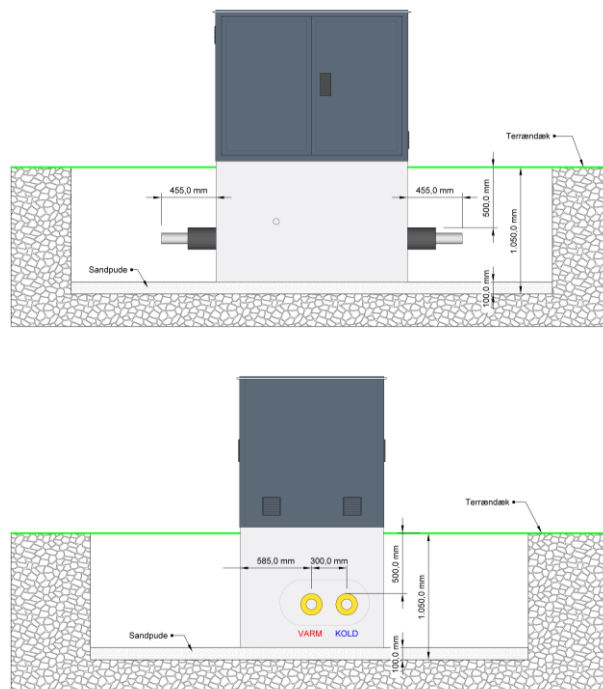 Terrændæk
455,0 mm
455,0 mm
500,0 mm
1.050,0 mm
Sandpude
100,0 mm
Terrændæk
585,0 mm
300,0 mm
500,0 mm
1.050,0 mm
VARM KOLD
Sandpude
100,0 mm